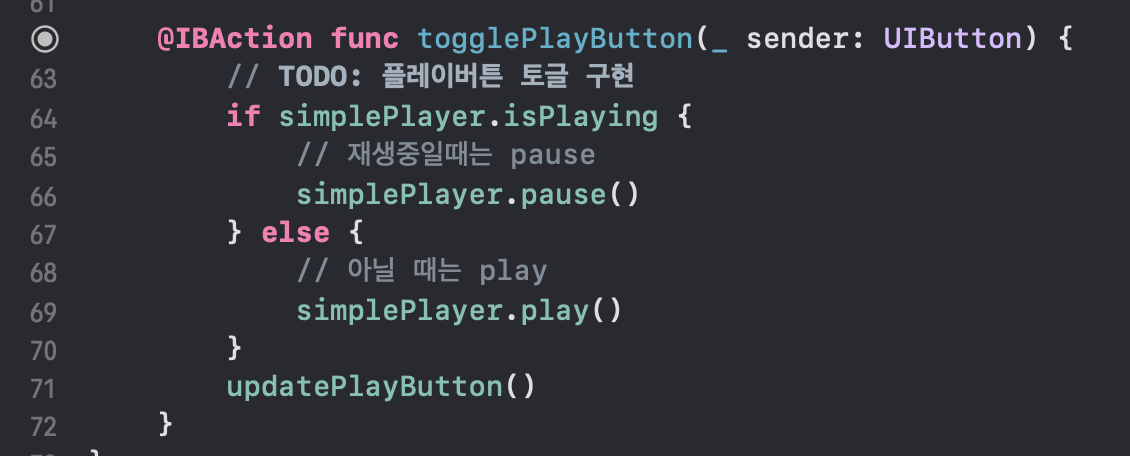 61
@IBAction func togglePlayButton(_ sender: UIButton) {
63 // TODO: 플레이버튼 토글 구현
64 if simplePlayer.isPlaying {
65 // 재생중일때는 pause
66 simplePlayer.pause()
67 } else {
68 // 아닐 때는 play
69 simplePlayer.play()
70 }
71 updatePlayButton()
72 }
73 }